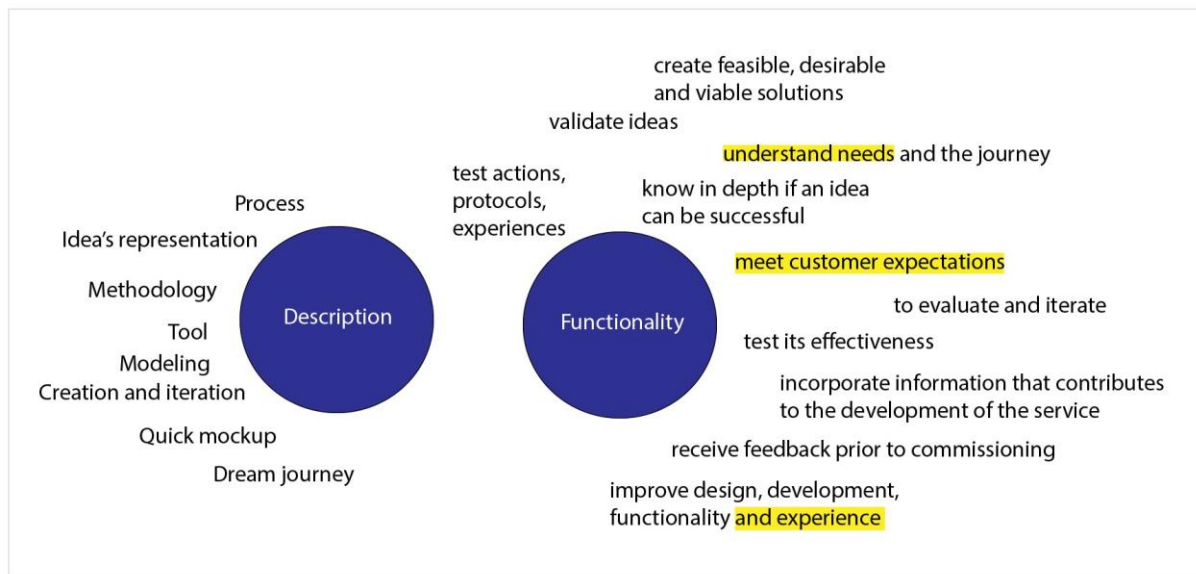 Process
Idea's representation
Methodology
Tool
Modeling
Creation and iteration
Quick mockup
Dream journey
Description
create feasible, desirable
and viable solutions
validate ideas
understand needs and the journey
test actions,
protocols,
experiences
know in depth if an idea
can be successful
Functionality
meet customer expectations
to evaluate and iterate
test its effectiveness
incorporate information that contributes
to the development of the service
receive feedback prior to commissioning
improve design, development,
functionality and experience